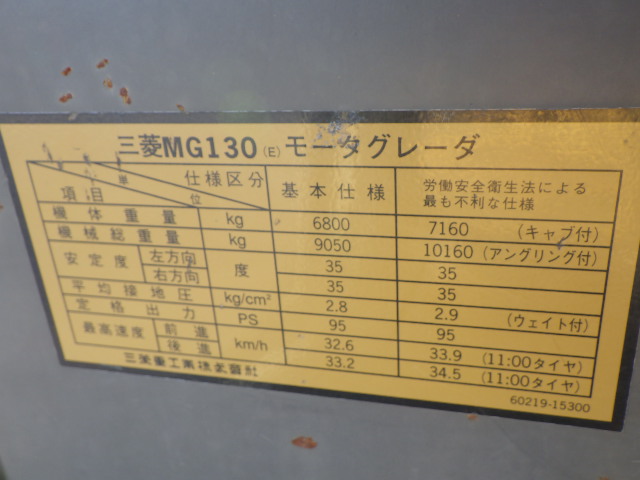 三菱MG130(E)モータグレーダ
項目 単位 仕様区分 基本仕様 労働安全衛生法による最も不利な仕様
機体重量 kg 6800 7160 (キャブ付)
機械総重量 kg 9050 10160 (アングリング付)
安定度 左方向 度 35 35
右方向 35 35
平均接地圧 kg/cm² 2.8 2.9 (ウェイト付)
定格出力 PS 95 95
最高速度 前進 km/h 32.6 33.9 (11:00タイヤ)
後進 33.2 34.5 (11:00タイヤ)
三菱重工業株式会社
60219-15300